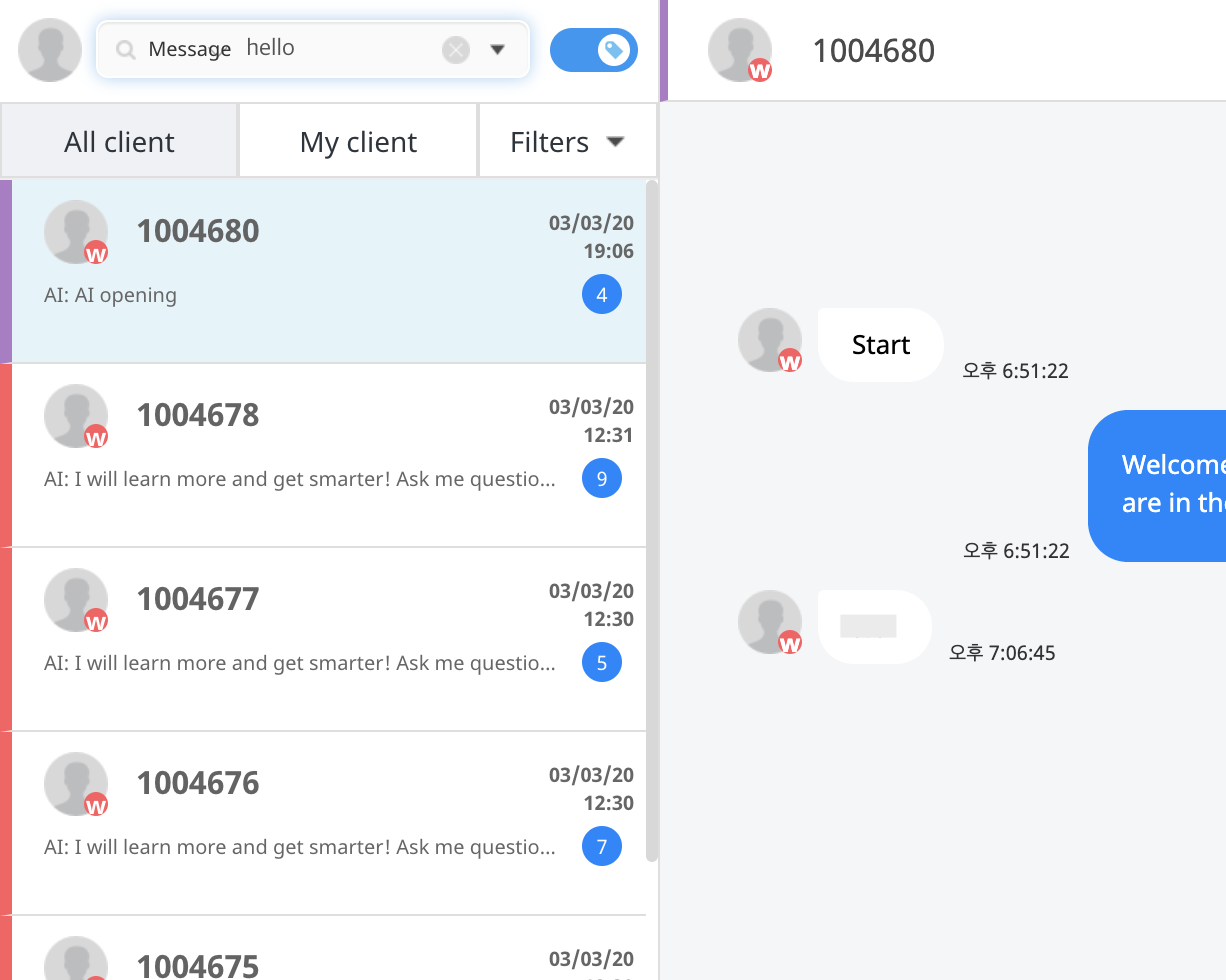 Message hello
All client
My client
Filters
W
1004680
03/03/20
19:06
AI: AI opening
4
W
1004678
03/03/20
12:31
AI: I will learn more and get smarter! Ask me questio...
9
W
1004677
03/03/20
12:30
AI: I will learn more and get smarter! Ask me questio...
5
W
1004676
03/03/20
12:30
AI: I will learn more and get smarter! Ask me questio...
7
1004675
03/03/20
W
1004680
W
Start
오후 6:51:22
Welcome
are in the
오후 6:51:22
W
오후 7:06:45